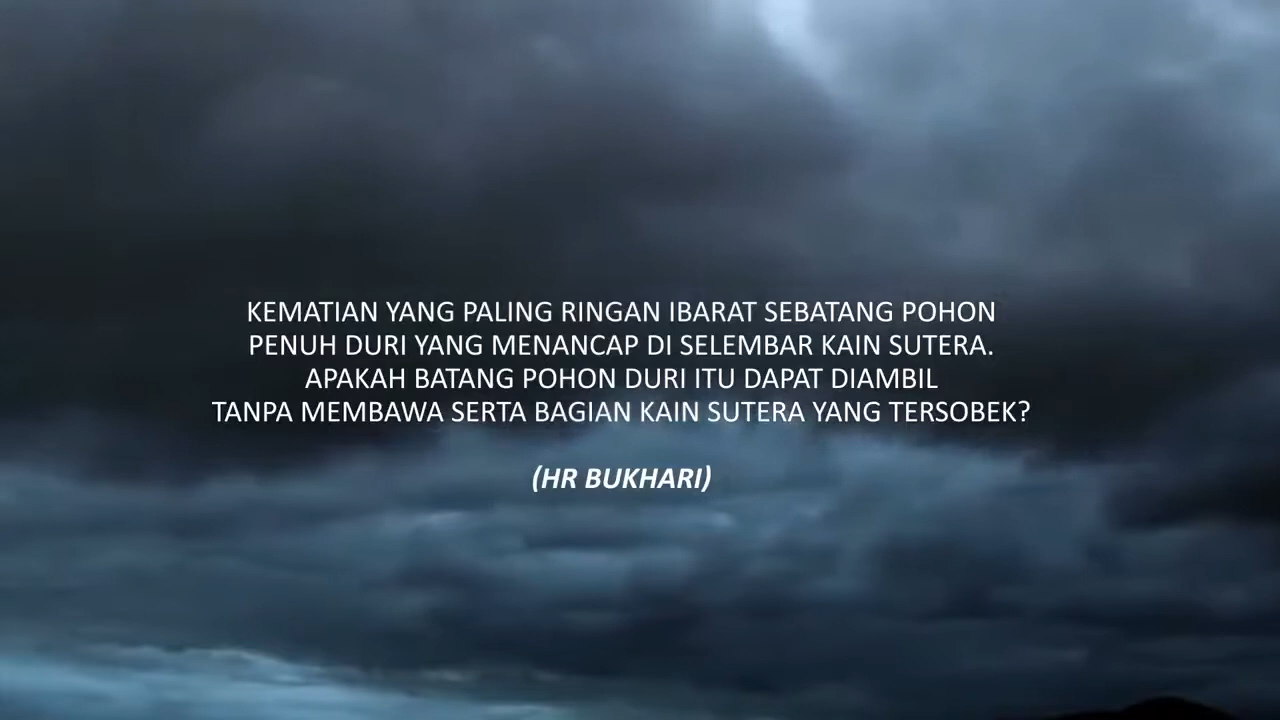 KEMATIAN YANG PALING RINGAN IBARAT SEBATANG POHON
PENUH DURI YANG MENANCAP DI SELEMBAR KAIN SUTERA.
APAKAH BATANG POHON DURI ITU DAPAT DIAMBIL
TANPA MEMBAWA SERTA BAGIAN KAIN SUTERA YANG TERSOBEK?
(HR BUKHARI)